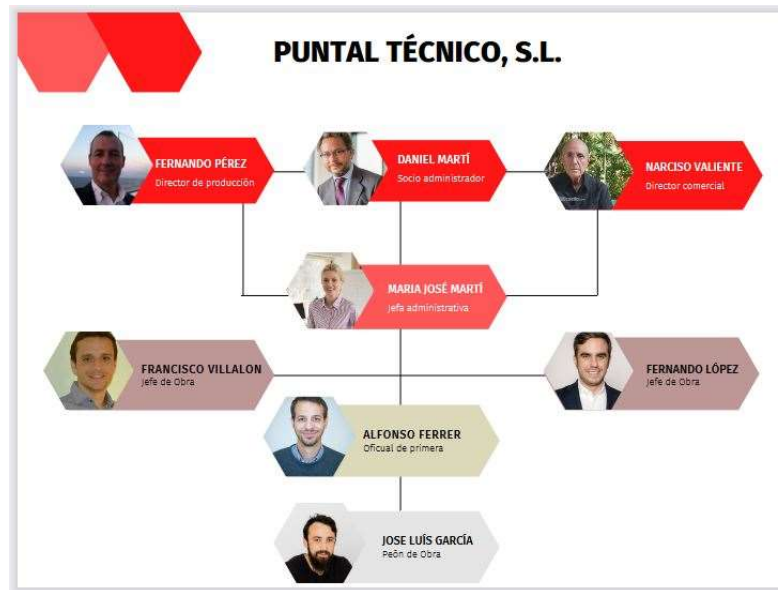 PUNTAL TÉCNICO, S.L.
FERNANDO PÉREZ
Director de producción
DANIEL MARTÍ
Socio administrador
NARCISO VALIENTE
Director comercial
MARIA JOSÉ MARTÍ
Jefa administrativa
FRANCISCO VILLALON
Jefe de Obra
FERNANDO LÓPEZ
Jefe de Obra
ALFONSO FERRER
Oficual de primera
JOSE LUÍS GARCÍA
Peón de Obra